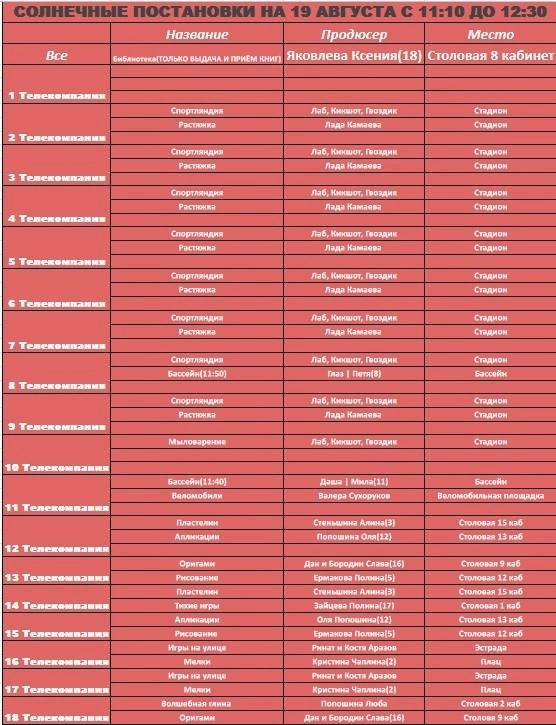 СОЛНЕЧНЫЕ ПОСТАНОВКИ НА 19 АВГУСТА С 11:10 ДО 12:30
Название Продюсер Место
Все Библиотека(ТОЛЬКО ВЫДАЧА И ПРИЁМ КНИГ) Яковлева Ксения(18) Столовая 8 кабинет
1 Телекомпания
Спортляндия Лаб, Кикшот, Гвоздик Стадион
Растяжка Лада Камаева Стадион
2 Телекомпания
Спортляндия Лаб, Кикшот, Гвоздик Стадион
Растяжка Лада Камаева Стадион
3 Телекомпания
Спортляндия Лаб, Кикшот, Гвоздик Стадион
Растяжка Лада Камаева Стадион
4 Телекомпания
Спортляндия Лаб, Кикшот, Гвоздик Стадион
Растяжка Лада Камаева Стадион
5 Телекомпания
Спортляндия Лаб, Кикшот, Гвоздик Стадион
Растяжка Лада Камаева Стадион
6 Телекомпания
Спортляндия Лаб, Кикшот, Гвоздик Стадион
Растяжка Лада Камаева Стадион
7 Телекомпания
Спортляндия Лаб, Кикшот, Гвоздик Стадион
Бассейн(11:50) Глаз | Петя(8) Бассейн
8 Телекомпания
Спортляндия Лаб, Кикшот, Гвоздик Стадион
Растяжка Лада Камаева Стадион
9 Телекомпания
Мыловарение Лаб, Кикшот, Гвоздик Стадион
10 Телекомпания
Бассейн(11:40) Даша | Мила(11) Бассейн
Веломобили Валера Сухоруков Веломобильная площадка
11 Телекомпания
Пластелин Стеньшина Алина(3) Столовая 15 каб
Апликации Попошина Оля(12) Столовая 13 каб
12 Телекомпания
Оригами Дан и Бородин Слава(16) Столовая 9 каб
13 Телекомпания Рисование Ермакова Полина(5) Столовая 12 каб
Пластелин Стеньшина Алина(3) Столовая 15 каб
14 Телекомпания Тихие игры Зайцева Полина(17) Столовая 1 каб
Апликации Оля Попошина(12) Столовая 13 каб
15 Телекомпания Рисование Ермакова Полина(5) Столовая 12 каб
Игры на улице Ринат и Костя Аразов Эстрада
16 Телекомпания Мелки Кристина Чаплина(2) Плац
Игры на улице Ринат и Костя Аразов Эстрада
17 Телекомпания Мелки Кристина Чаплина(2) Плац
Волшебная глина Попошина Люба Столовая 2 каб
18 Телекомпания Оригами Дан и Бородин Слава(16) Столовя 9 каб